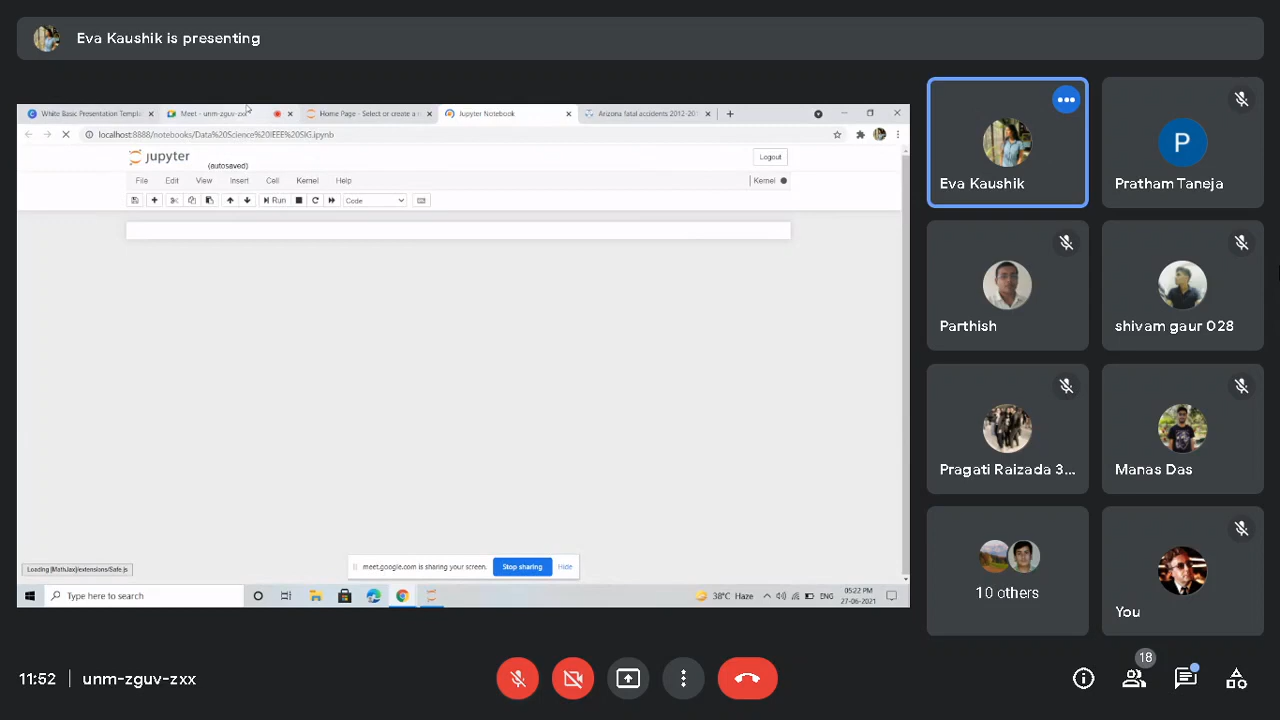 Eva Kaushik is presenting
White Basic Presentation Templa
Meet - unm-zguv-zxx
Home Page - Select or create a n
Jupyter Notebook
Arizona fatal accidents 2012-20
localhost:8888/notebooks/Data%20Science%20IEEE%20SIG.ipynb
jupyter
(autosaved)
Logout
File
Edit
View
Insert
Cell
Kernel
Help
Kernel
Run
Code
Loading [MathJax]/extensions/Safe.js
meet.google.com is sharing your screen.
Stop sharing
Hide
Type here to search
38°C Haze
ENG
05:22 PM
27-06-2021
Eva Kaushik
P
Pratham Taneja
Parthish
shivam gaur 028
Pragati Raizada 3...
Manas Das
10 others
You
11:52
unm-zguv-zxx
18